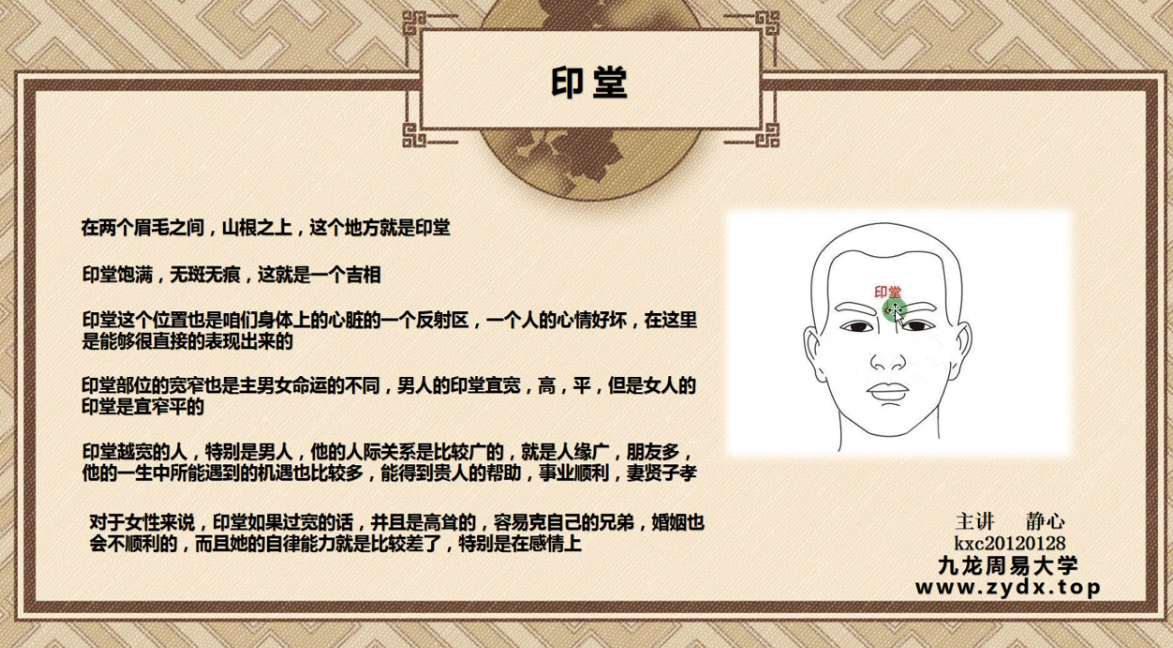 印堂
在两个眉毛之间，山根之上，这个地方就是印堂
印堂饱满，无斑无痕，这就是一个吉相
印堂这个位置也是咱们身体上的心脏的一个反射区，一个人的心情好坏，在这里
是能够很直接的表现出来的
印堂部位的宽窄也是主男女命运的不同，男人的印堂宜宽，高，平，但是女人的
印堂是宜窄平的
印堂越宽的人，特别是男人，他的人际关系是比较广的，就是人缘广，朋友多，
他的一生中所能遇到的机遇也比较多，能得到贵人的帮助，事业顺利，妻贤子孝
对于女性来说，印堂如果过宽的话，并且是高耸的，容易克自己的兄弟，婚姻也
会不顺利的，而且她的自律能力就是比较差了，特别是在感情上
印堂
主讲 静心
kxc20120128
九龙周易大学
www.zydx.top